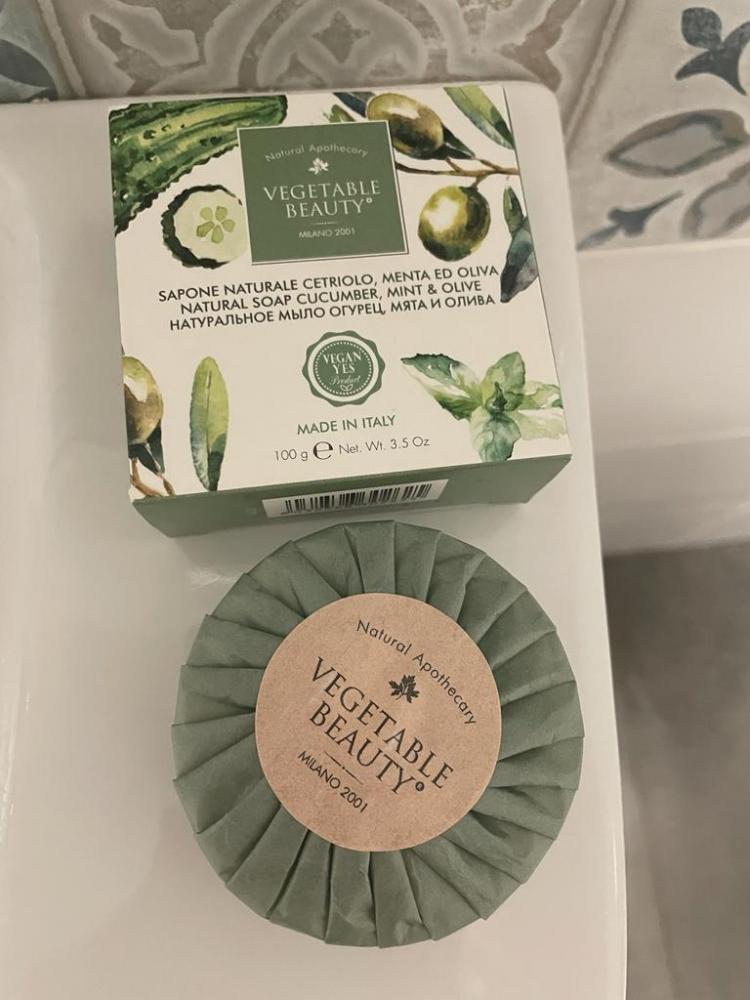 Natural Apothecary
VEGETABLE
BEAUTY®
MILANO 2001
SAPONE NATURALE CETRIOLO, MENTA ED OLIVA
NATURAL SOAP CUCUMBER, MINT & OLIVE
НАТУРАЛЬНОЕ МЫЛО ОГУРЕЦ, МЯТА И ОЛИВА
VEGAN
YES
Product
MADE IN ITALY
100 g ℮ Net. Wt. 3.5 Oz
Natural Apothecary
VEGETABLE
BEAUTY®
MILANO 2001